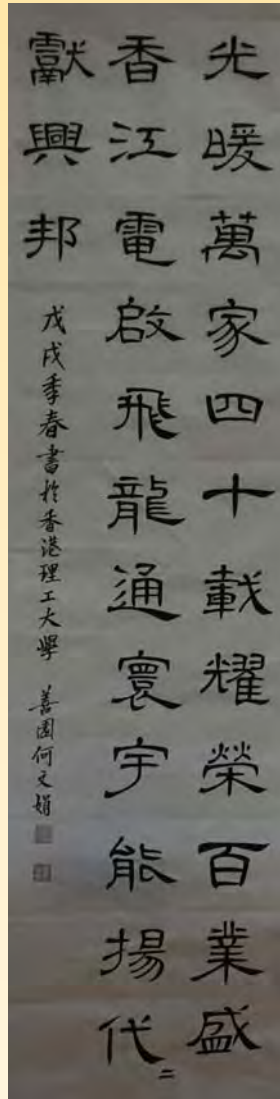 光暖萬家四十載耀榮百業盛
香江電啟飛龍通寰宇能揚代〻
獻興邦
戊戌季春書於香港理工大學 善園何文娟